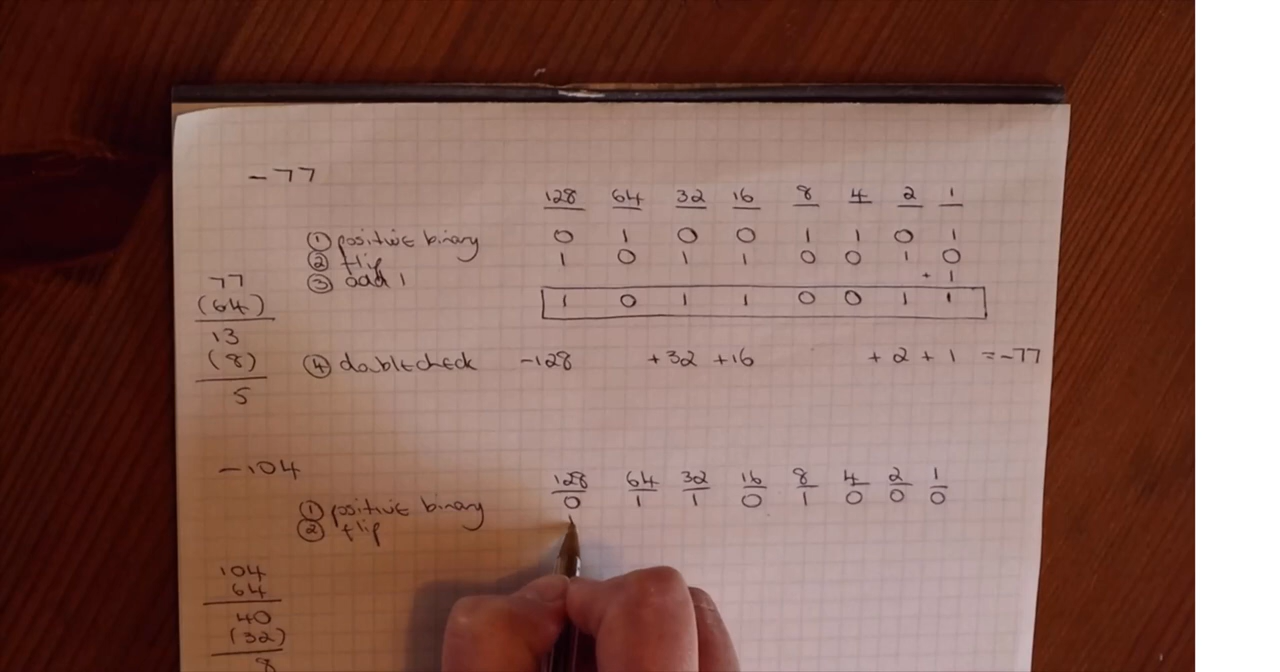 -77
128 64 32 16 8 4 2 1
① positive binary 0 1 0 0 1 1 0 1
② flip 1 0 1 1 0 0 1 0
③ add 1 + 1
1 0 1 1 0 0 1 1
77
(64)
13
(8)
5
④ doublecheck -128 +32 +16 + 2 + 1 = -77
-104
128 64 32 16 8 4 2 1
① positive binary 0 1 1 0 1 0 0 0
② flip 1
104
64
40
(32)
8